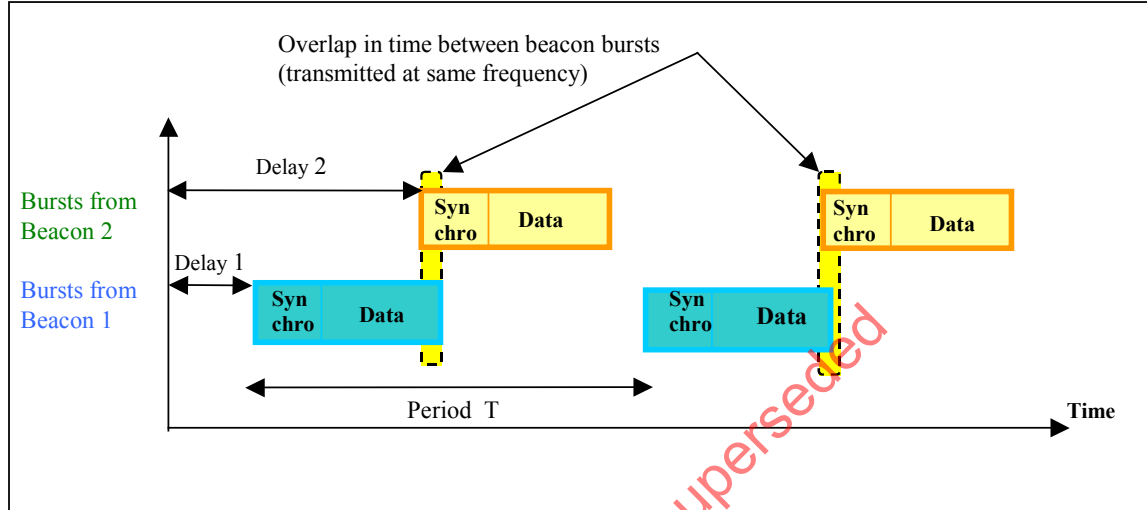 Overlap in time between beacon bursts
(transmitted at same frequency)
Delay 2
Bursts from
Beacon 2
Syn
chro
Data
Syn
chro
Data
Delay 1
Bursts from
Beacon 1
Syn
chro
Data
Syn
chro
Data
Period T
Time
uperseded